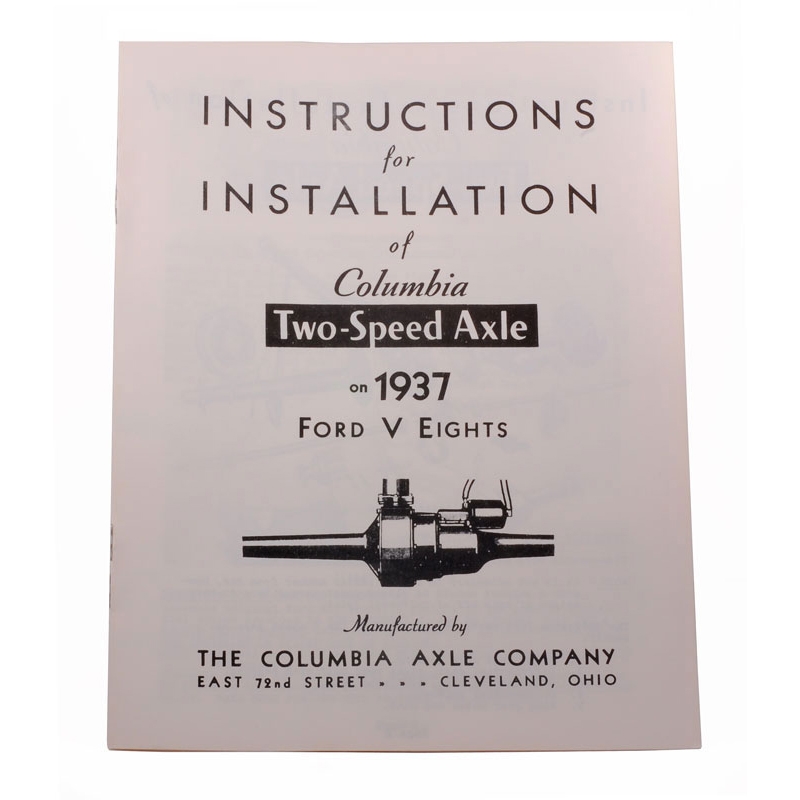 INSTRUCTIONS
for
INSTALLATION
of
Columbia
Two-Speed Axle
on 1937
FORD V EIGHTS
Manufactured by
THE COLUMBIA AXLE COMPANY
EAST 72nd STREET » » » CLEVELAND, OHIO